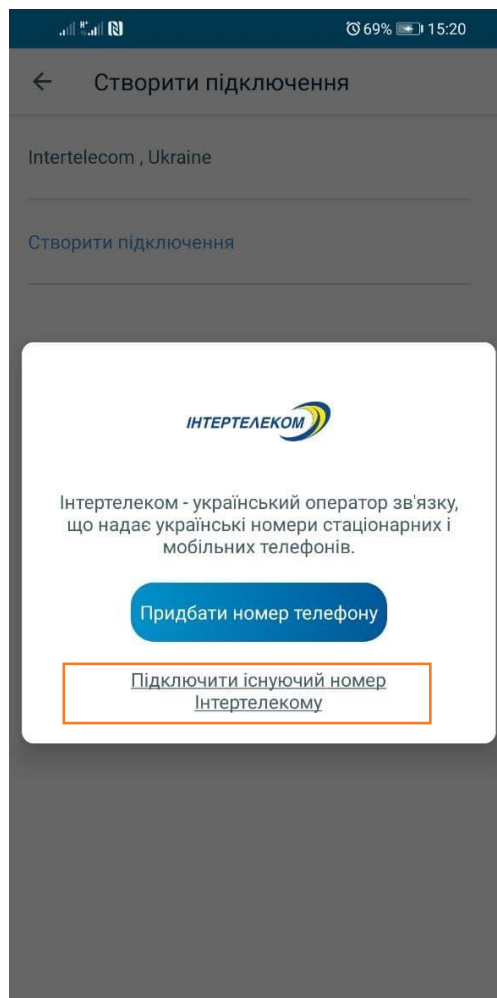 69% 15:20
Створити підключення
Intertelecom , Ukraine
Створити підключення
ІНТЕРТЕЛЕКОМ
Інтертелеком - український оператор зв'язку,
що надає українські номери стаціонарних і
мобільних телефонів.
Придбати номер телефону
Підключити існуючий номер
Інтертелекому